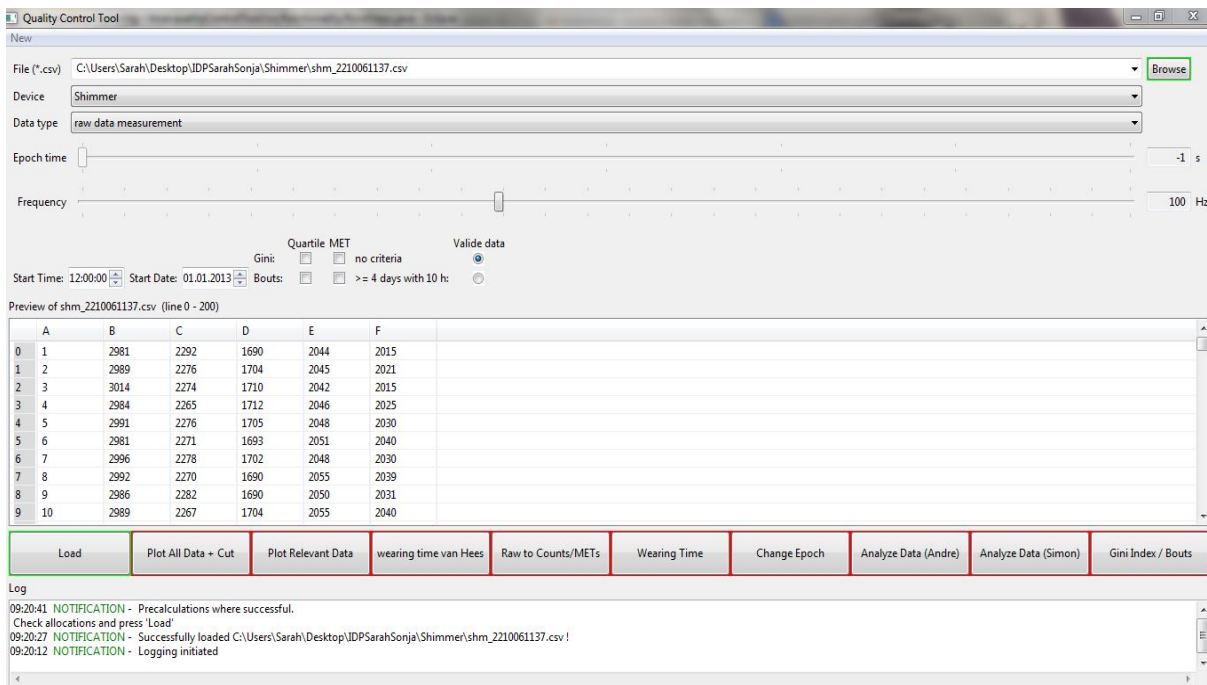 Quality Control Tool
New
File (*.csv) C:\Users\Sarah\Desktop\IDPSarahSonja\Shimmer\shm_2210061137.csv Browse
Device Shimmer
Data type raw data measurement
Epoch time -1 s
Frequency 100 Hz
Quartile MET Valide data
Gini: no criteria
Start Time: 12:00:00 Start Date: 01.01.2013 Bouts: >= 4 days with 10 h:
Preview of shm_2210061137.csv (line 0 - 200)
A B C D E F
0 1 2981 2292 1690 2044 2015
1 2 2989 2276 1704 2045 2021
2 3 3014 2274 1710 2042 2015
3 4 2984 2265 1712 2046 2025
4 5 2991 2276 1705 2048 2030
5 6 2981 2271 1693 2051 2040
6 7 2996 2278 1702 2048 2030
7 8 2992 2270 1690 2055 2039
8 9 2986 2282 1690 2050 2031
9 10 2989 2267 1704 2055 2040
Load Plot All Data + Cut Plot Relevant Data wearing time van Hees Raw to Counts/METs Wearing Time Change Epoch Analyze Data (Andre) Analyze Data (Simon) Gini Index / Bouts
Log
09:20:41 NOTIFICATION - Precalculations where successful.
Check allocations and press 'Load'
09:20:27 NOTIFICATION - Successfully loaded C:\Users\Sarah\Desktop\IDPSarahSonja\Shimmer\shm_2210061137.csv !
09:20:12 NOTIFICATION - Logging initiated